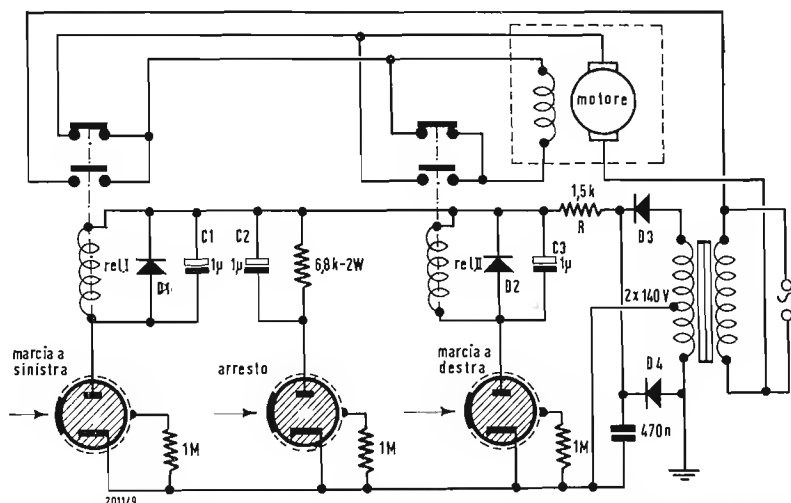 motore
1,5k
R
D3
C1
C2
C3
rel.I
1µ
1µ
6,8k-2W
rel.II
1µ
D1
D2
2x140V
D4
marcia a
sinistra
arresto
marcia a
destra
1M
1M
1M
470n
2011/9